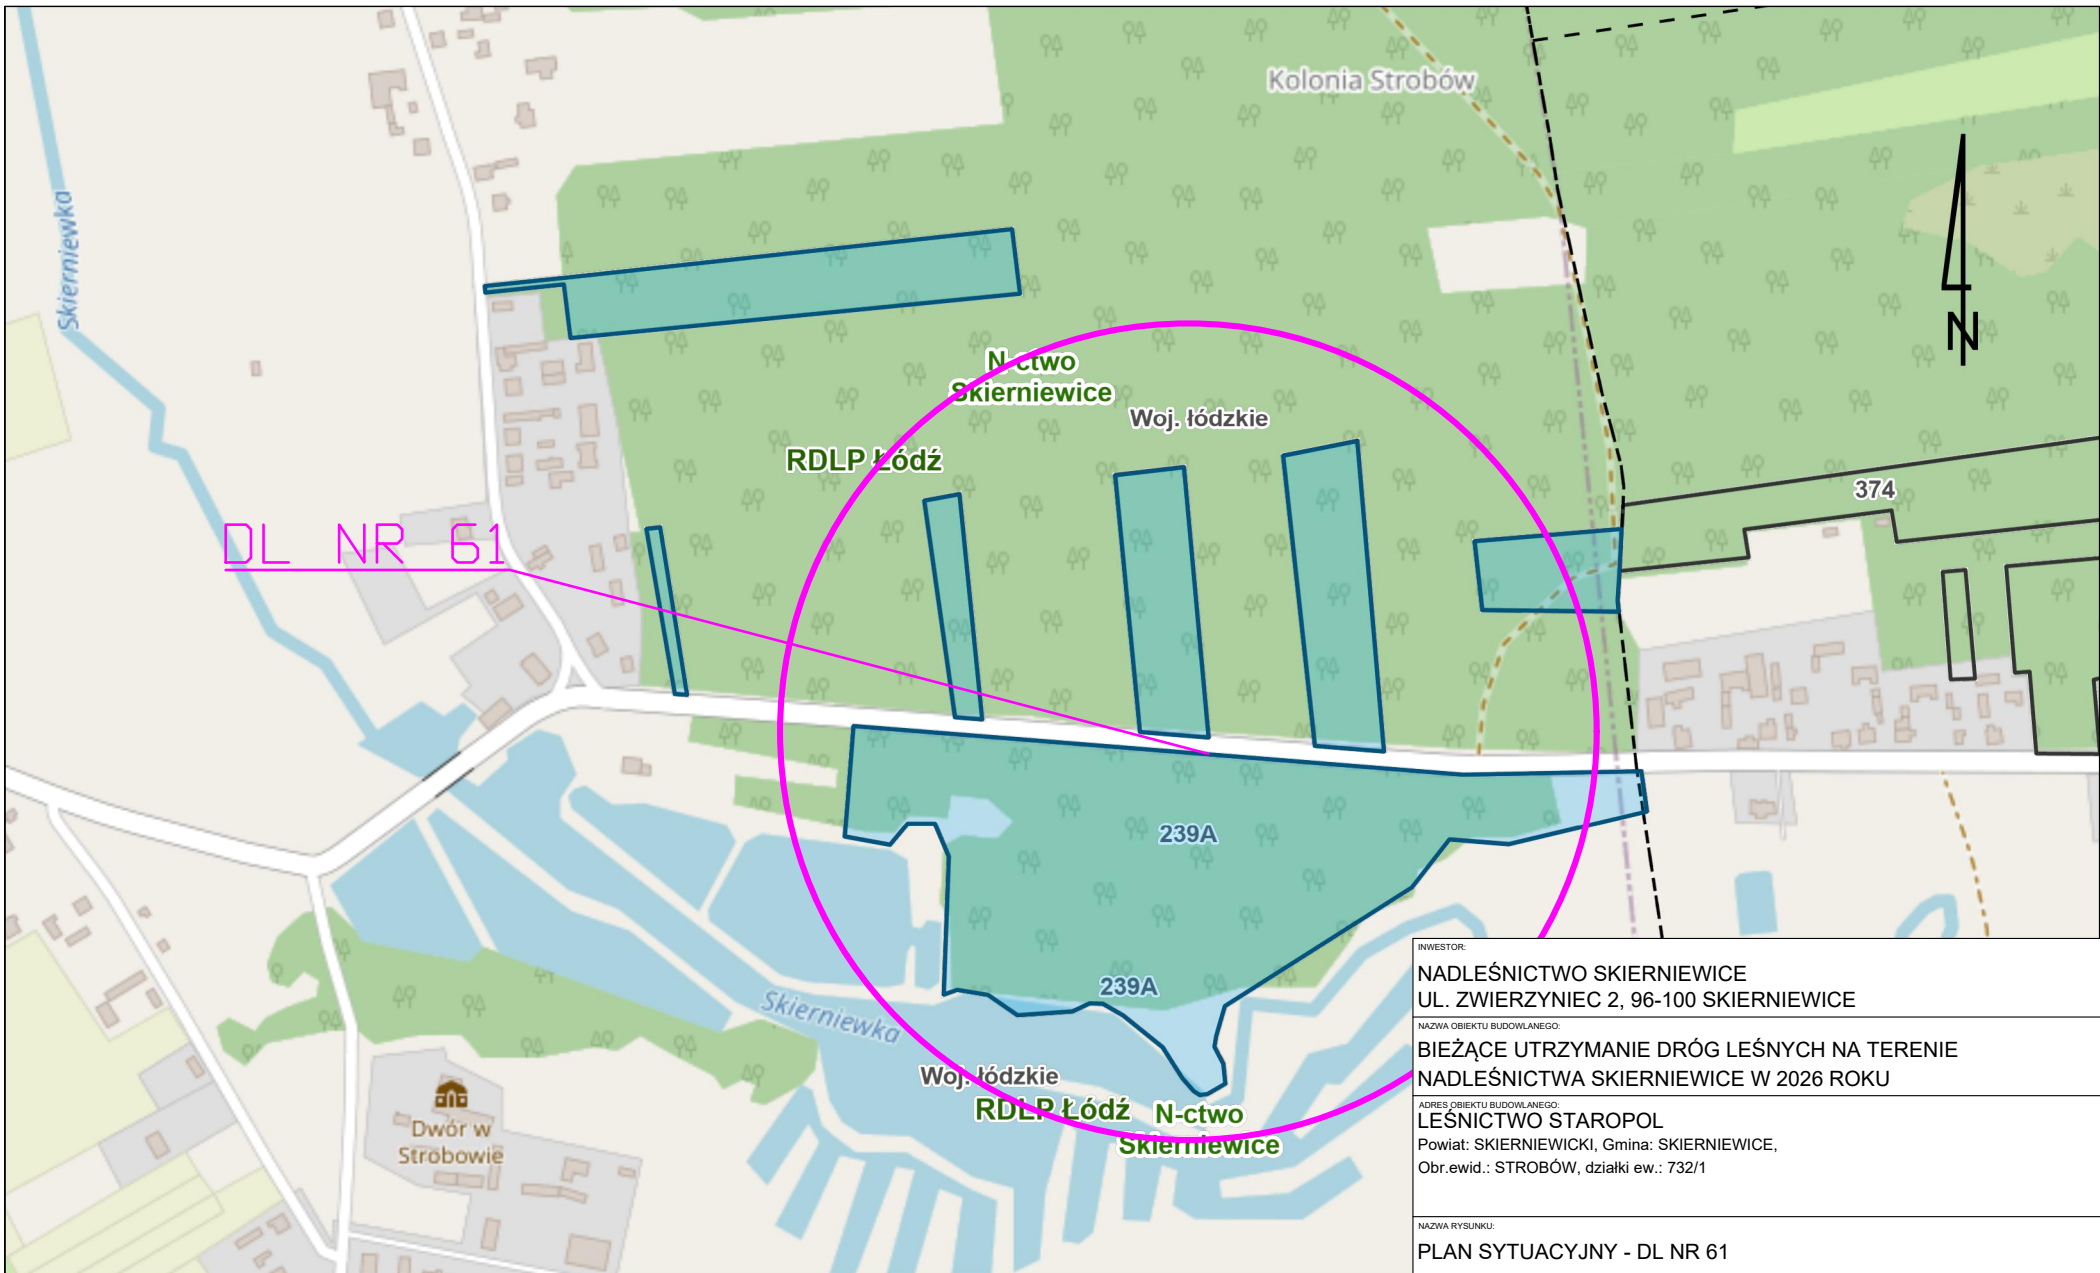 Kolonia Strobów
Skierniewka
N
N-ctwo
Skierniewice
Woj. łódzkie
RDLP Łódź
374
DL NR 61
239A
239A
Skierniewka
Woj. łódzkie
RDLP Łódź
N-ctwo
Skierniewice
Dwór w
Strobowie
INWESTOR:
NADLEŚNICTWO SKIERNIEWICE
UL. ZWIERZYNIEC 2, 96-100 SKIERNIEWICE
NAZWA OBIEKTU BUDOWLANEGO:
BIEŻĄCE UTRZYMANIE DRÓG LEŚNYCH NA TERENIE
NADLEŚNICTWA SKIERNIEWICE W 2026 ROKU
ADRES OBIEKTU BUDOWLANEGO:
LEŚNICTWO STAROPOL
Powiat: SKIERNIEWICKI, Gmina: SKIERNIEWICE,
Obr.ewid.: STROBÓW, działki ew.: 732/1
NAZWA RYSUNKU:
PLAN SYTUACYJNY - DL NR 61